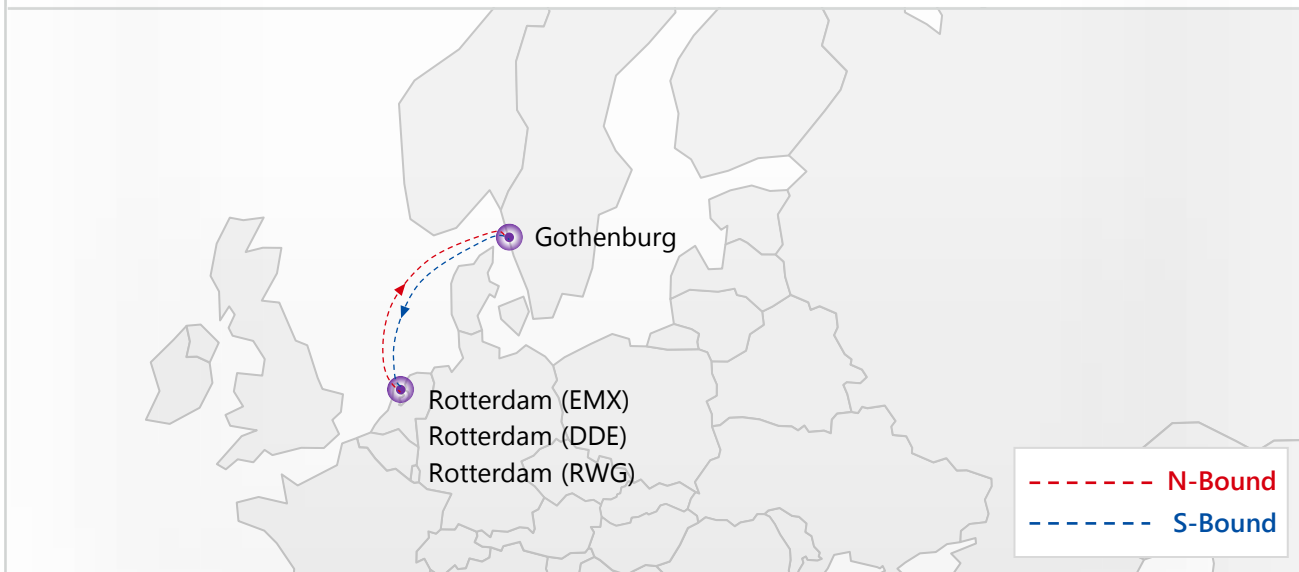 Gothenburg
Rotterdam (EMX)
Rotterdam (DDE)
Rotterdam (RWG)
N-Bound
S-Bound